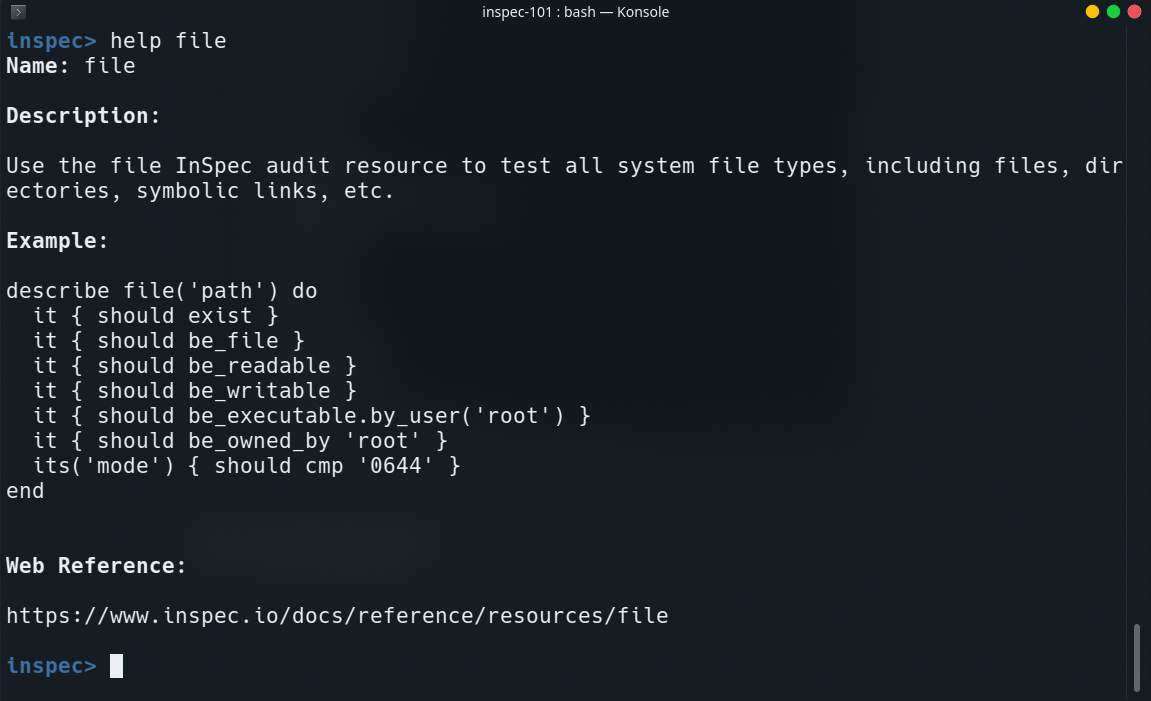 inspec-101 : bash — Konsole
inspec> help file
Name: file
Description:
Use the file InSpec audit resource to test all system file types, including files, dir
ectories, symbolic links, etc.
Example:
describe file('path') do
  it { should exist }
  it { should be_file }
  it { should be_readable }
  it { should be_writable }
  it { should be_executable.by_user('root') }
  it { should be_owned_by 'root' }
  its('mode') { should cmp '0644' }
end
Web Reference:
https://www.inspec.io/docs/reference/resources/file
inspec>